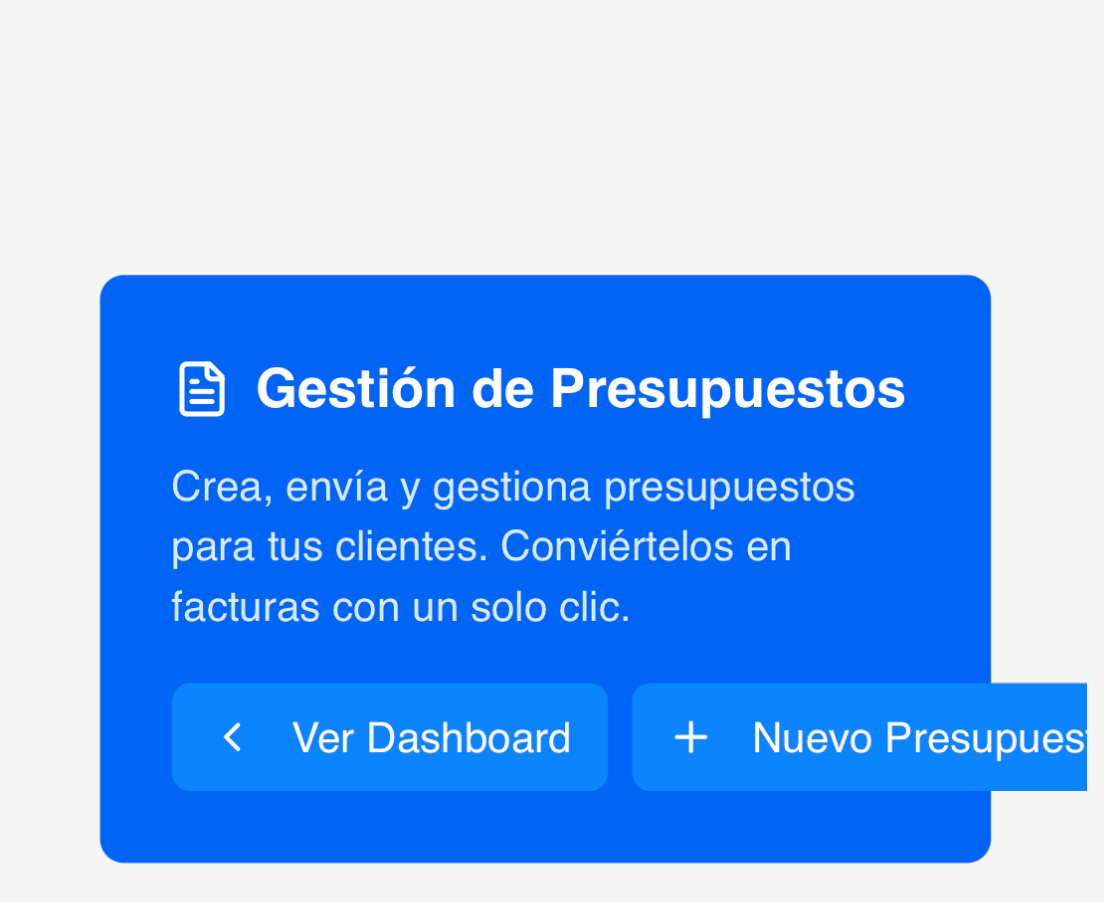 Gestión de Presupuestos
Crea, envía y gestiona presupuestos
para tus clientes. Conviértelos en
facturas con un solo clic.
Ver Dashboard
Nuevo Presupues